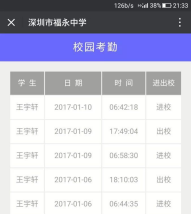 126b/s 38% 21:33
深圳市福永中学
校园考勤
学 生 日 期 时 间 进出校
王宇轩 2017-01-10 06:42:18 进校
王宇轩 2017-01-09 17:49:04 出校
王宇轩 2017-01-09 06:58:30 进校
王宇轩 2017-01-06 18:10:03 出校
王宇轩 2017-01-06 06:44:35 进校